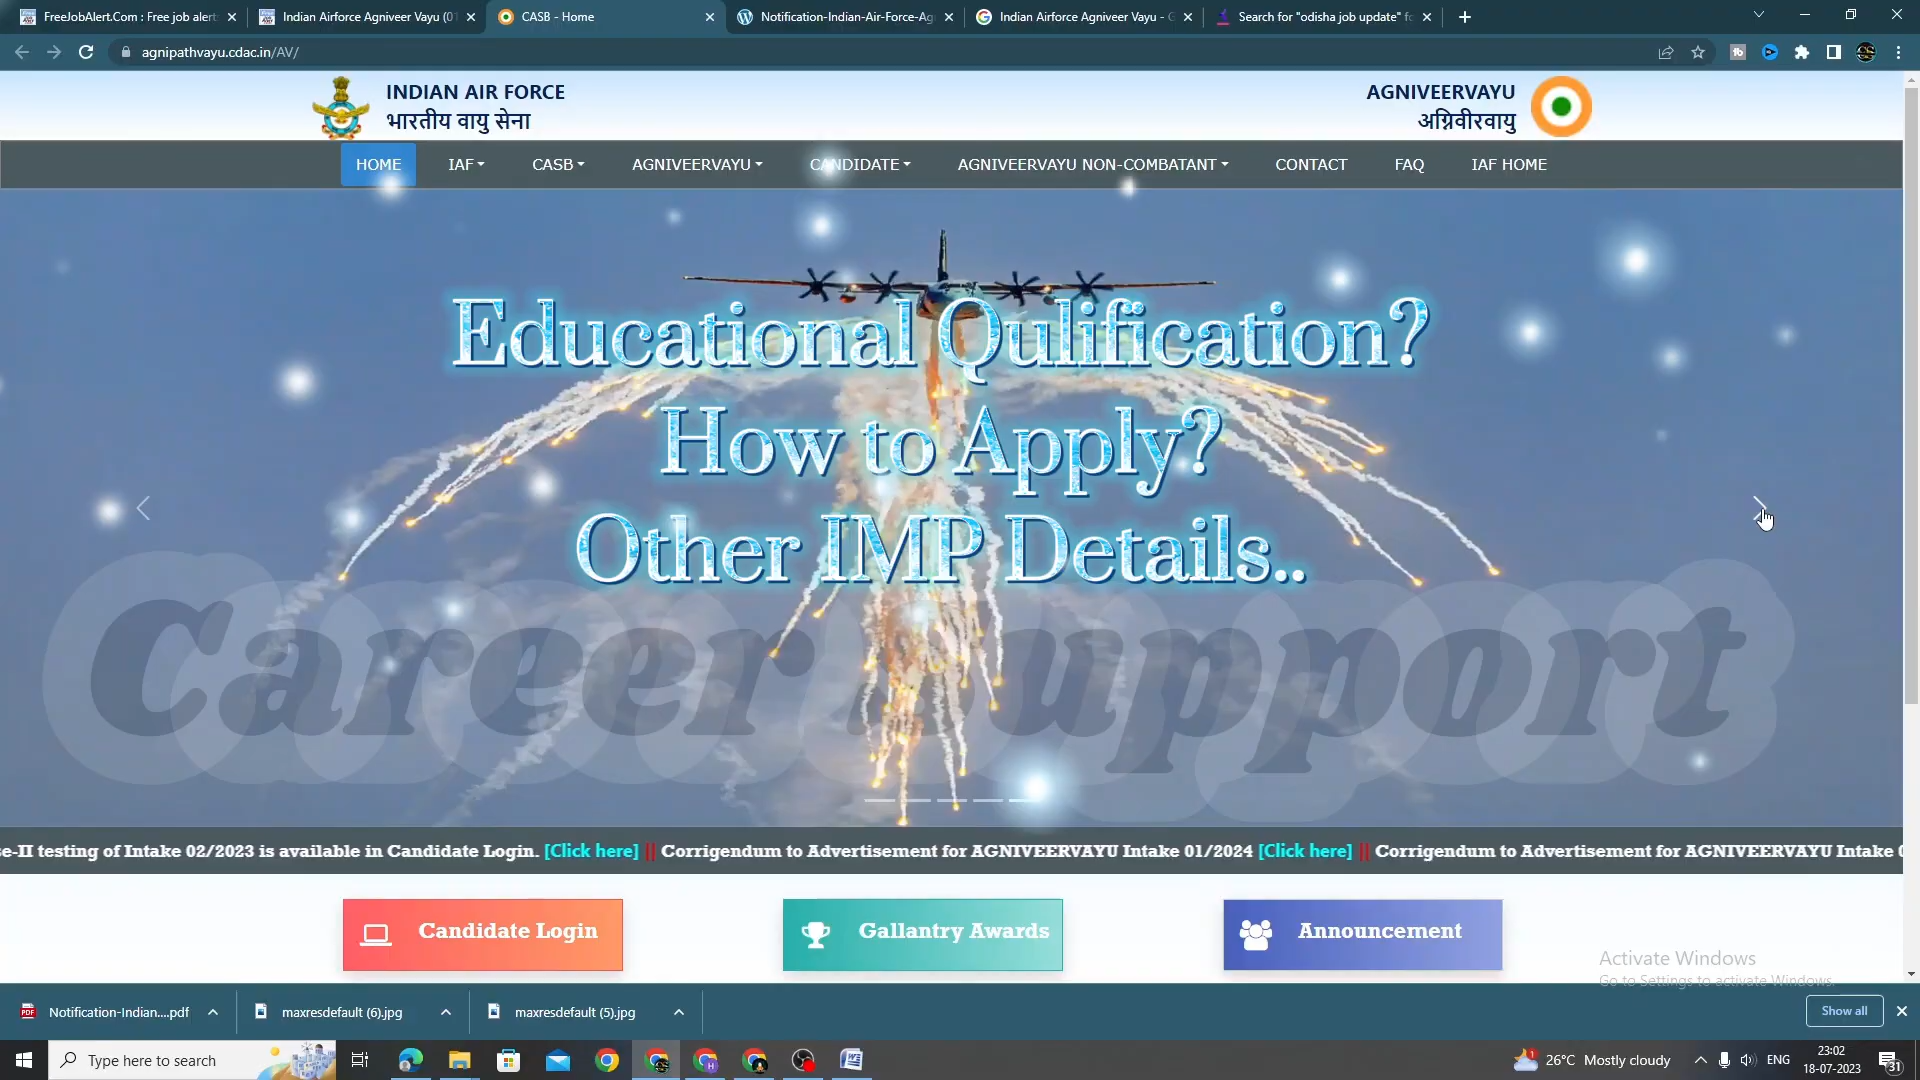 FreeJobAlert.Com : Free job alert
Indian Airforce Agniveer Vayu (01
CASB - Home
Notification-Indian-Air-Force-Ag
Indian Airforce Agniveer Vayu - G
Search for "odisha job update" fo
agnipathvayu.cdac.in/AV/
INDIAN AIR FORCE
भारतीय वायु सेना
AGNIVEERVAYU
अग्निवीरवायु
HOME
IAF
CASB
AGNIVEERVAYU
CANDIDATE
AGNIVEERVAYU NON-COMBATANT
CONTACT
FAQ
IAF HOME
Educational Qulification?
How to Apply?
Other IMP Details..
Career Support
e-II testing of Intake 02/2023 is available in Candidate Login. [Click here] || Corrigendum to Advertisement for AGNIVEERVAYU Intake 01/2024 [Click here] || Corrigendum to Advertisement for AGNIVEERVAYU Intake 0
Candidate Login
Gallantry Awards
Announcement
Activate Windows
Go to Settings to activate Windows.
Notification-Indian....pdf
maxresdefault (6).jpg
maxresdefault (5).jpg
Show all
Type here to search
26°C Mostly cloudy
ENG
23:02
18-07-2023
31